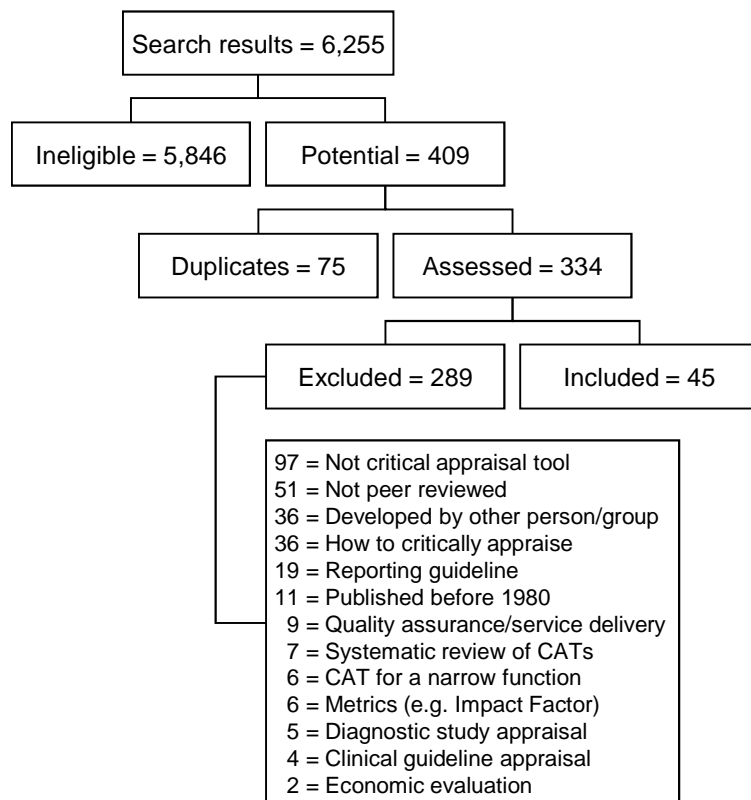 Search results = 6,255
Ineligible = 5,846
Potential = 409
Duplicates = 75
Assessed = 334
Excluded = 289
Included = 45
97 = Not critical appraisal tool
51 = Not peer reviewed
36 = Developed by other person/group
36 = How to critically appraise
19 = Reporting guideline
11 = Published before 1980
9 = Quality assurance/service delivery
7 = Systematic review of CATs
6 = CAT for a narrow function
6 = Metrics (e.g. Impact Factor)
5 = Diagnostic study appraisal
4 = Clinical guideline appraisal
2 = Economic evaluation